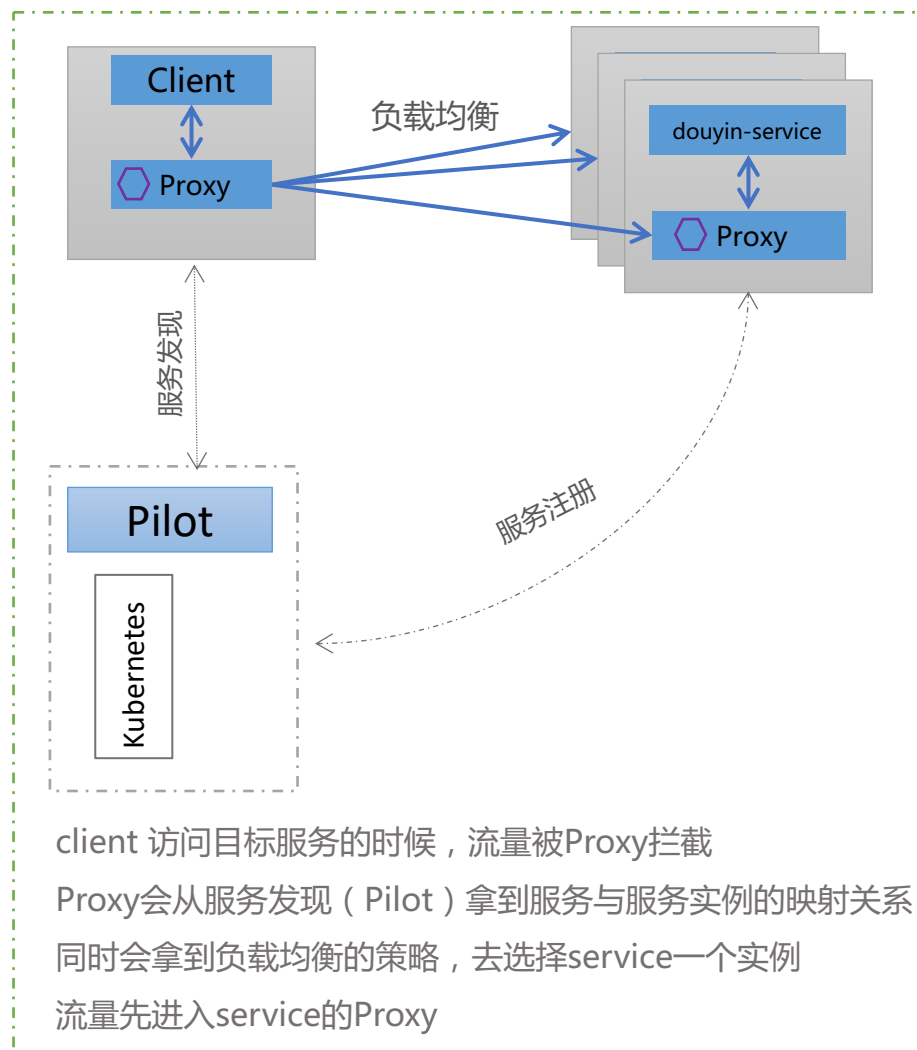 Client
Proxy
负载均衡
douyin-service
Proxy
服务发现
服务注册
Pilot
Kubernetes
client 访问目标服务的时候，流量被Proxy拦截
Proxy会从服务发现（Pilot）拿到服务与服务实例的映射关系
同时会拿到负载均衡的策略，去选择service一个实例
流量先进入service的Proxy